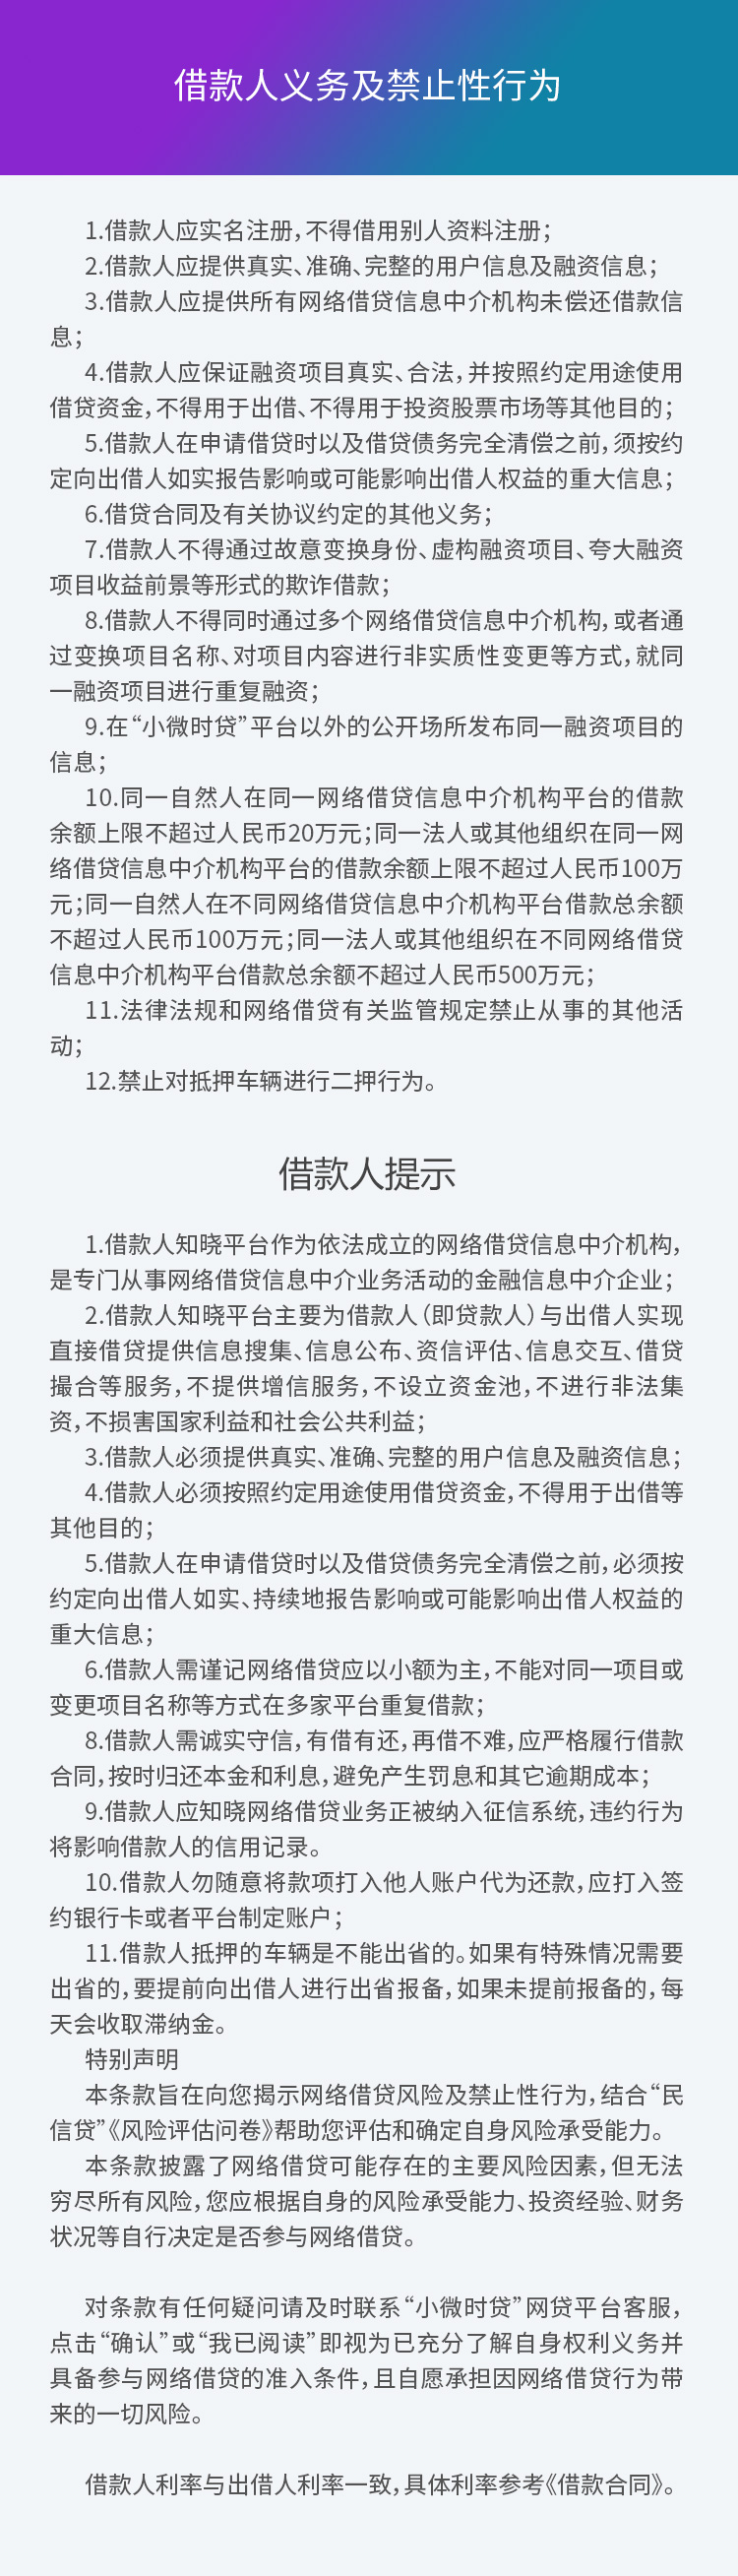 借款人义务及禁止性行为
1.借款人应实名注册，不得借用别人资料注册；
2.借款人应提供真实、准确、完整的用户信息及融资信息；
3.借款人应提供所有网络借贷信息中介机构未偿还借款信
息；
4.借款人应保证融资项目真实、合法，并按照约定用途使用
借贷资金，不得用于出借、不得用于投资股票市场等其他目的；
5.借款人在申请借贷时以及借贷债务完全清偿之前，须按约
定向出借人如实报告影响或可能影响出借人权益的重大信息；
6.借贷合同及有关协议约定的其他义务；
7.借款人不得通过故意变换身份、虚构融资项目、夸大融资
项目收益前景等形式的欺诈借款；
8.借款人不得同时通过多个网络借贷信息中介机构，或者通
过变换项目名称、对项目内容进行非实质性变更等方式，就同
一融资项目进行重复融资；
9.在“小微时贷”平台以外的公开场所发布同一融资项目的
信息；
10.同一自然人在同一网络借贷信息中介机构平台的借款
余额上限不超过人民币20万元；同一法人或其他组织在同一网
络借贷信息中介机构平台的借款余额上限不超过人民币100万
元；同一自然人在不同网络借贷信息中介机构平台借款总余额
不超过人民币100万元；同一法人或其他组织在不同网络借贷
信息中介机构平台借款总余额不超过人民币500万元；
11.法律法规和网络借贷有关监管规定禁止从事的其他活
动；
12.禁止对抵押车辆进行二押行为。
借款人提示
1.借款人知晓平台作为依法成立的网络借贷信息中介机构，
是专门从事网络借贷信息中介业务活动的金融信息中介企业；
2.借款人知晓平台主要为借款人（即贷款人）与出借人实现
直接借贷提供信息搜集、信息公布、资信评估、信息交互、借贷
撮合等服务，不提供增信服务，不设立资金池，不进行非法集
资，不损害国家利益和社会公共利益；
3.借款人必须提供真实、准确、完整的用户信息及融资信息；
4.借款人必须按照约定用途使用借贷资金，不得用于出借等
其他目的；
5.借款人在申请借贷时以及借贷债务完全清偿之前，必须按
约定向出借人如实、持续地报告影响或可能影响出借人权益的
重大信息；
6.借款人需谨记网络借贷应以小额为主，不能对同一项目或
变更项目名称等方式在多家平台重复借款；
8.借款人需诚实守信，有借有还，再借不难，应严格履行借款
合同，按时归还本金和利息，避免产生罚息和其它逾期成本；
9.借款人应知晓网络借贷业务正被纳入征信系统，违约行为
将影响借款人的信用记录。
10.借款人勿随意将款项打入他人账户代为还款，应打入签
约银行卡或者平台制定账户；
11.借款人抵押的车辆是不能出省的。如果有特殊情况需要
出省的，要提前向出借人进行出省报备，如果未提前报备的，每
天会收取滞纳金。
特别声明
本条款旨在向您揭示网络借贷风险及禁止性行为，结合“民
信贷”《风险评估问卷》帮助您评估和确定自身风险承受能力。
本条款披露了网络借贷可能存在的主要风险因素，但无法
穷尽所有风险，您应根据自身的风险承受能力、投资经验、财务
状况等自行决定是否参与网络借贷。
对条款有任何疑问请及时联系“小微时贷”网贷平台客服，
点击“确认”或“我已阅读”即视为已充分了解自身权利义务并
具备参与网络借贷的准入条件，且自愿承担因网络借贷行为带
来的一切风险。
借款人利率与出借人利率一致，具体利率参考《借款合同》。